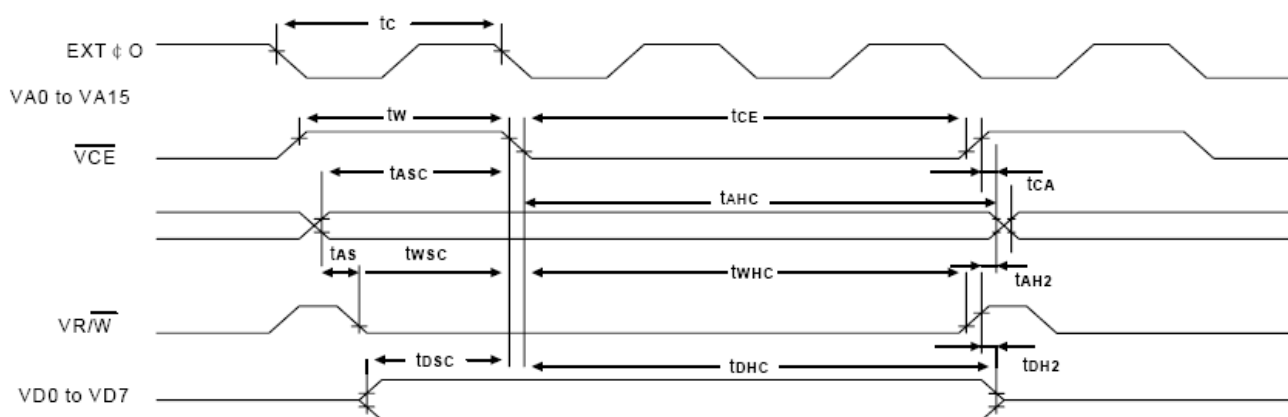 tC
EXT ¢ O
VA0 to VA15
tW
tCE
VCE
tASC
tCA
tAHC
tAS
tWSC
tWHC
tAH2
VR/W
tDSC
tDHC
tDH2
VD0 to VD7